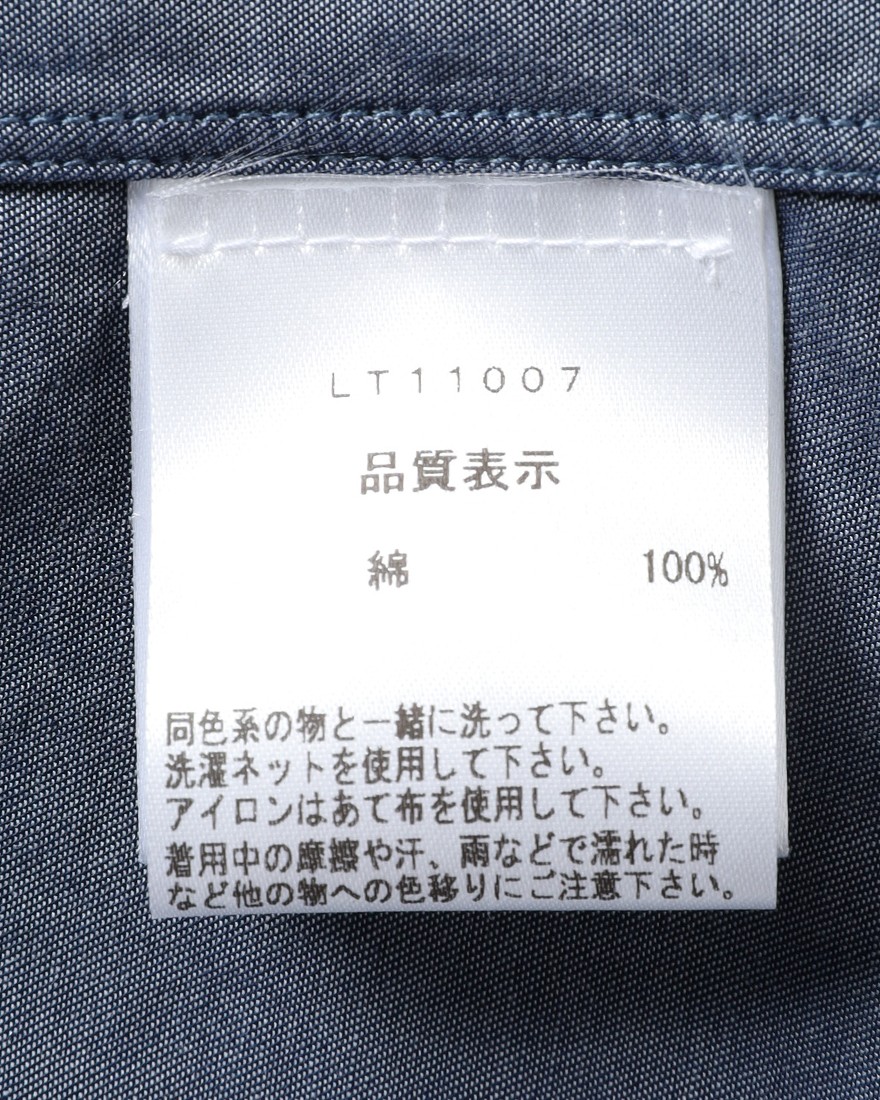 LT11007
品質表示
綿 100%
同色系の物と一緒に洗って下さい。
洗濯ネットを使用して下さい。
アイロンはあて布を使用して下さい。
着用中の摩擦や汗、雨などで濡れた時
など他の物への色移りにご注意下さい。